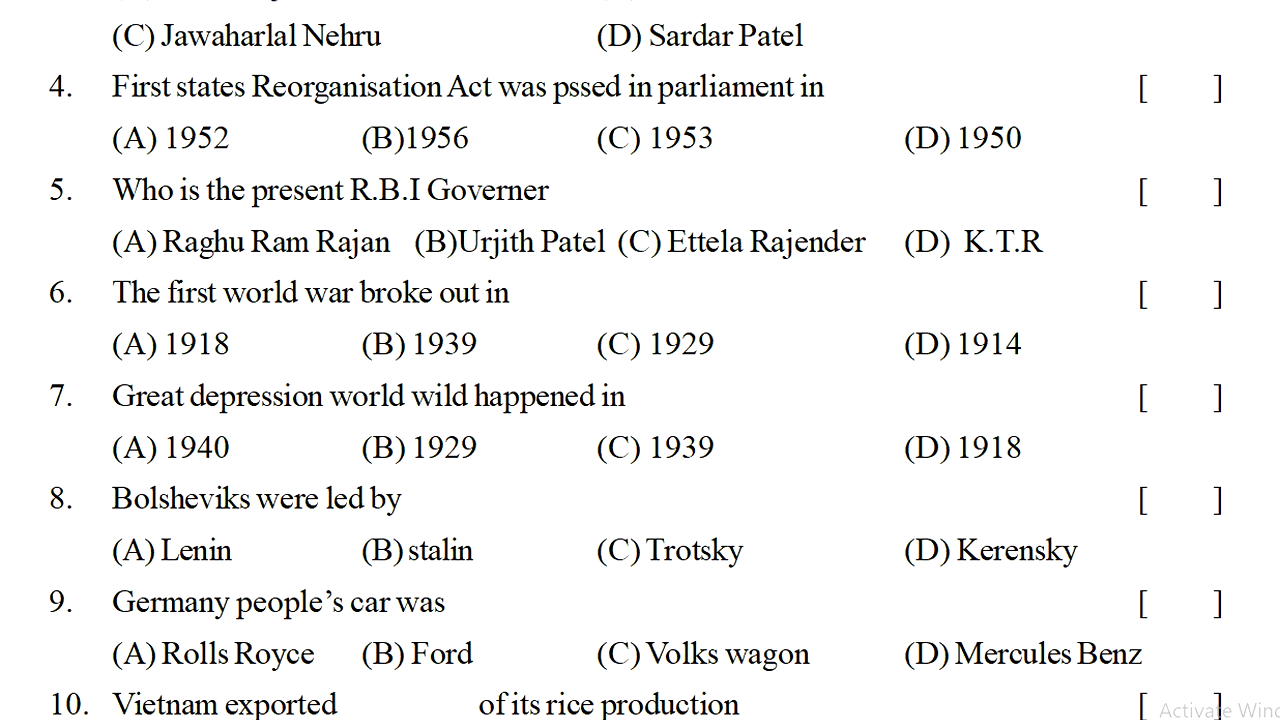 (C) Jawaharlal Nehru (D) Sardar Patel
4. First states Reorganisation Act was pssed in parliament in [ ]
(A) 1952 (B)1956 (C) 1953 (D) 1950
5. Who is the present R.B.I Governer [ ]
(A) Raghu Ram Rajan (B)Urjith Patel (C) Ettela Rajender (D) K.T.R
6. The first world war broke out in [ ]
(A) 1918 (B) 1939 (C) 1929 (D) 1914
7. Great depression world wild happened in [ ]
(A) 1940 (B) 1929 (C) 1939 (D) 1918
8. Bolsheviks were led by [ ]
(A) Lenin (B) stalin (C) Trotsky (D) Kerensky
9. Germany people’s car was [ ]
(A) Rolls Royce (B) Ford (C) Volks wagon (D) Mercules Benz
10. Vietnam exported of its rice production [ ]
Activate Wind